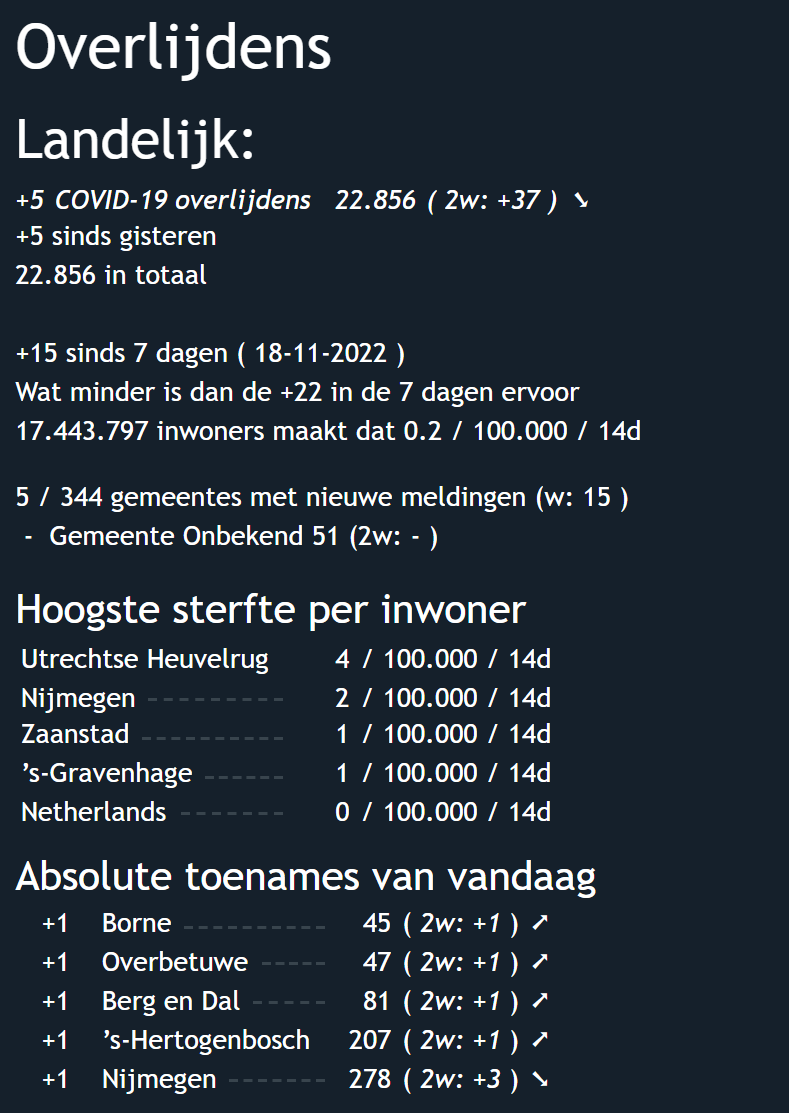 Overlijdens
Landelijk:
+5 COVID-19 overlijdens 22.856 ( 2w: +37 ) ➘
+5 sinds gisteren
22.856 in totaal
+15 sinds 7 dagen ( 18-11-2022 )
Wat minder is dan de +22 in de 7 dagen ervoor
17.443.797 inwoners maakt dat 0.2 / 100.000 / 14d
5 / 344 gemeentes met nieuwe meldingen (w: 15 )
- Gemeente Onbekend 51 (2w: - )
Hoogste sterfte per inwoner
Utrechtse Heuvelrug 4 / 100.000 / 14d
Nijmegen --------- 2 / 100.000 / 14d
Zaanstad ---------- 1 / 100.000 / 14d
’s-Gravenhage ------ 1 / 100.000 / 14d
Netherlands ------- 0 / 100.000 / 14d
Absolute toenames van vandaag
+1 Borne ---------- 45 ( 2w: +1 ) ➚
+1 Overbetuwe ----- 47 ( 2w: +1 ) ➚
+1 Berg en Dal ----- 81 ( 2w: +1 ) ➚
+1 ’s-Hertogenbosch 207 ( 2w: +1 ) ➚
+1 Nijmegen ------- 278 ( 2w: +3 ) ➘